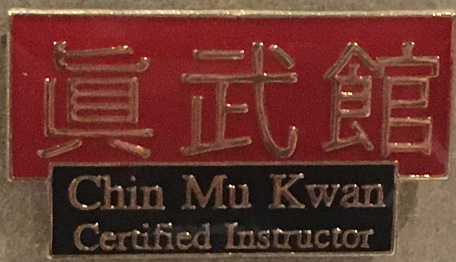 眞武館
Chin Mu Kwan
Certified Instructor